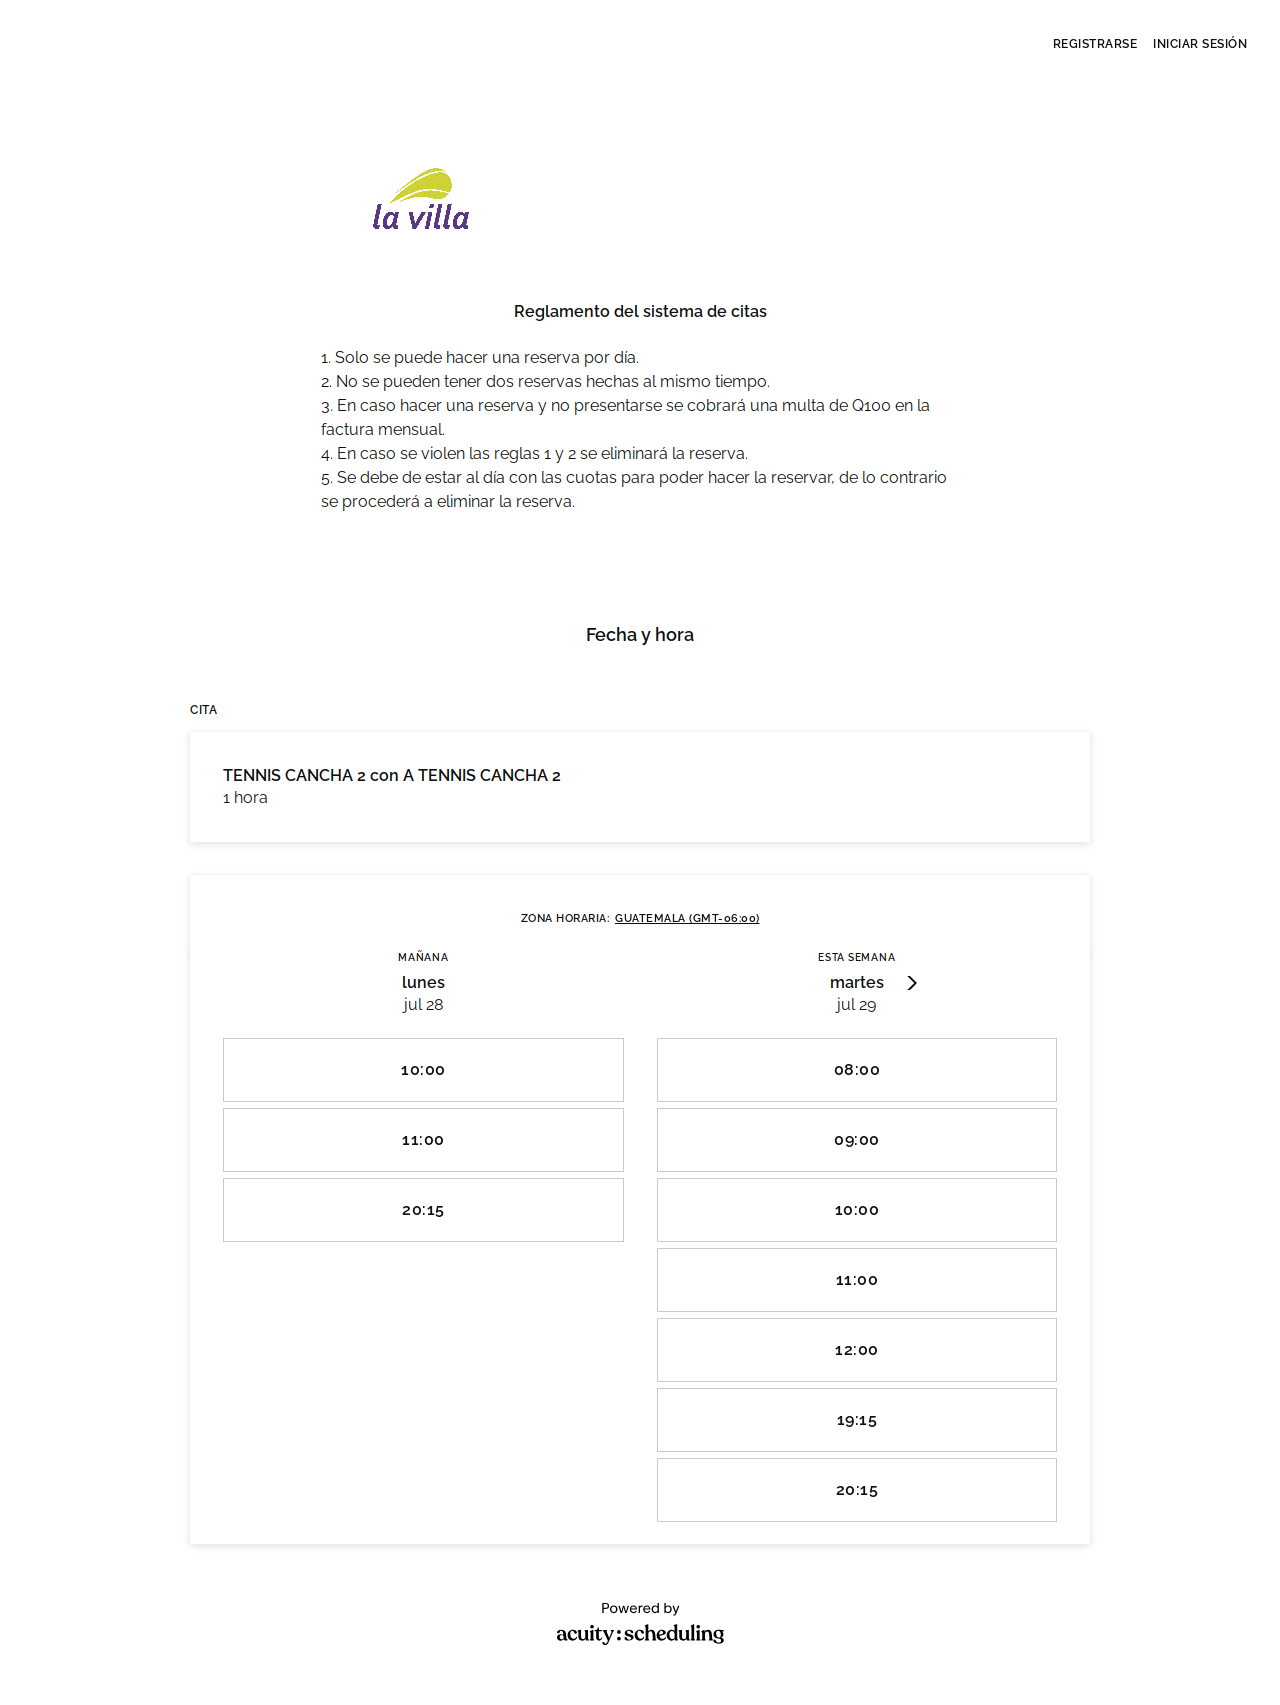 REGISTRARSE INICIAR SESIÓN
la villa
Reglamento del sistema de citas
1. Solo se puede hacer una reserva por día.
2. No se pueden tener dos reservas hechas al mismo tiempo.
3. En caso hacer una reserva y no presentarse se cobrará una multa de Q100 en la
factura mensual.
4. En caso se violen las reglas 1 y 2 se eliminará la reserva.
5. Se debe de estar al día con las cuotas para poder hacer la reservar, de lo contrario
se procederá a eliminar la reserva.
Fecha y hora
CITA
TENNIS CANCHA 2 con A TENNIS CANCHA 2
1 hora
ZONA HORARIA: GUATEMALA (GMT-06:00)
MAÑANA
lunes
jul 28
10:00
11:00
20:15
ESTA SEMANA
martes
jul 29
08:00
09:00
10:00
11:00
12:00
19:15
20:15
Powered by
acuity:scheduling